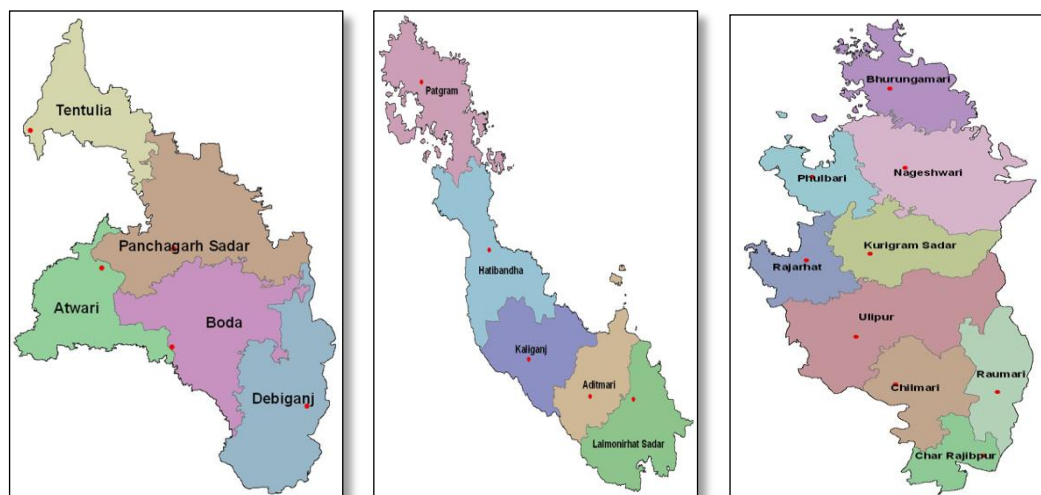 Tentulia
Panchagarh Sadar
Atwari
Boda
Debiganj
Patgram
Hatibandha
Kaliganj
Aditmari
Lalmonirhat Sadar
Bhurungamari
Phulbari
Nageshwari
Kurigram Sadar
Rajarhat
Ulipur
Raumari
Chilmari
Char Rajibpur